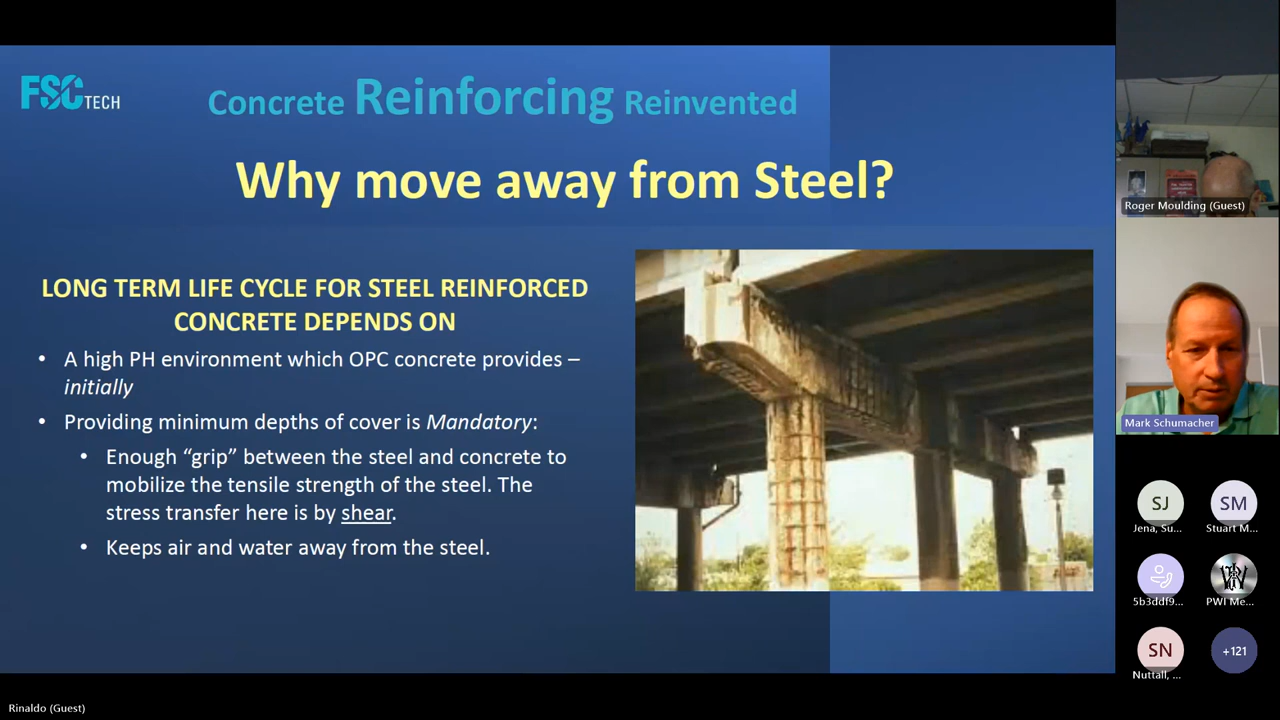 FSC TECH
Concrete Reinforcing Reinvented
Why move away from Steel?
LONG TERM LIFE CYCLE FOR STEEL REINFORCED
CONCRETE DEPENDS ON
• A high PH environment which OPC concrete provides –
initially
• Providing minimum depths of cover is Mandatory:
• Enough “grip” between the steel and concrete to
mobilize the tensile strength of the steel. The
stress transfer here is by shear.
• Keeps air and water away from the steel.
Roger Moulding (Guest)
Mark Schumacher
SJ
Jena, Su...
SM
Stuart M...
5b3ddf9...
PWI Me...
SN
Nuttall, ...
+121
Rinaldo (Guest)